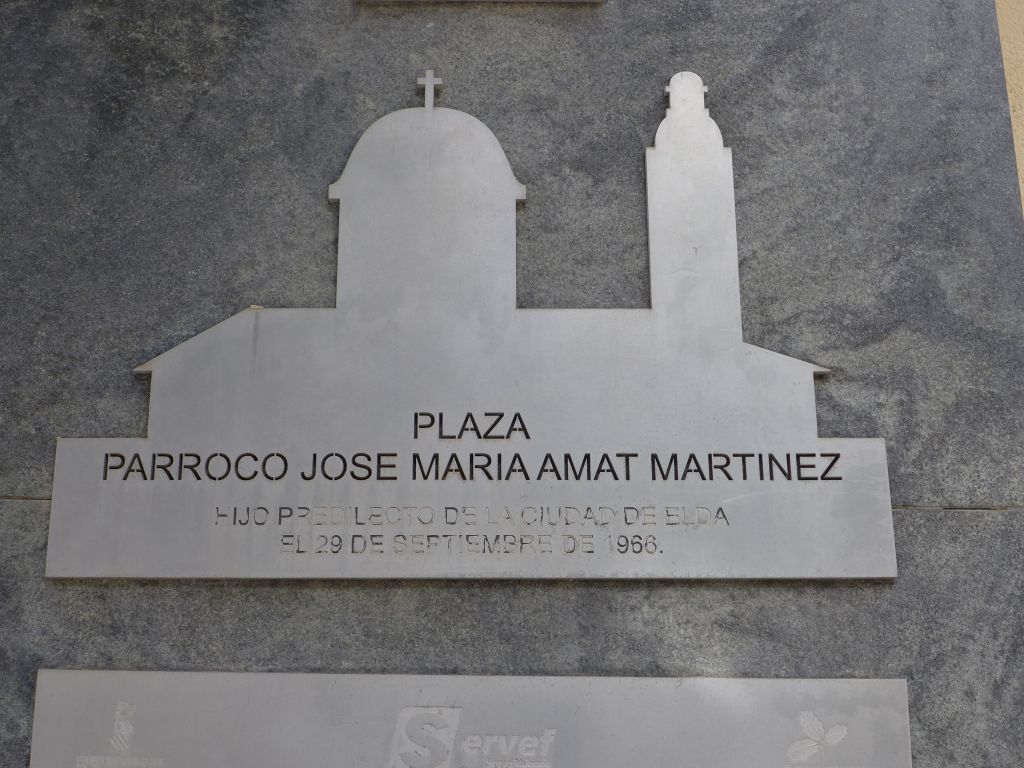 PLAZA
PARROCO JOSE MARIA AMAT MARTINEZ
HIJO PREDILECTO DE LA CIUDAD DE ELDA
EL 29 DE SEPTIEMBRE DE 1966.
Servef